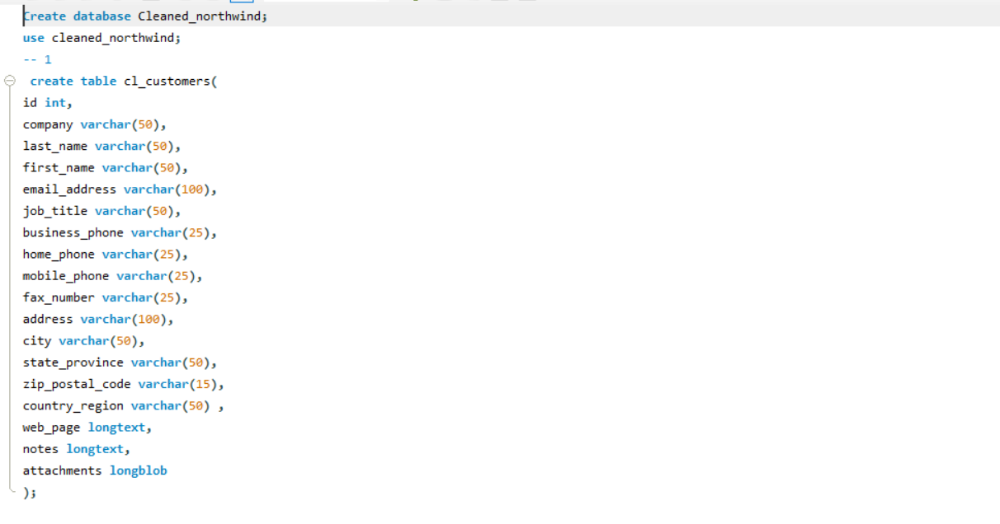 Create database Cleaned_northwind;
use cleaned_northwind;
-- 1
create table cl_customers(
id int,
company varchar(50),
last_name varchar(50),
first_name varchar(50),
email_address varchar(100),
job_title varchar(50),
business_phone varchar(25),
home_phone varchar(25),
mobile_phone varchar(25),
fax_number varchar(25),
address varchar(100),
city varchar(50),
state_province varchar(50),
zip_postal_code varchar(15),
country_region varchar(50) ,
web_page longtext,
notes longtext,
attachments longblob
);